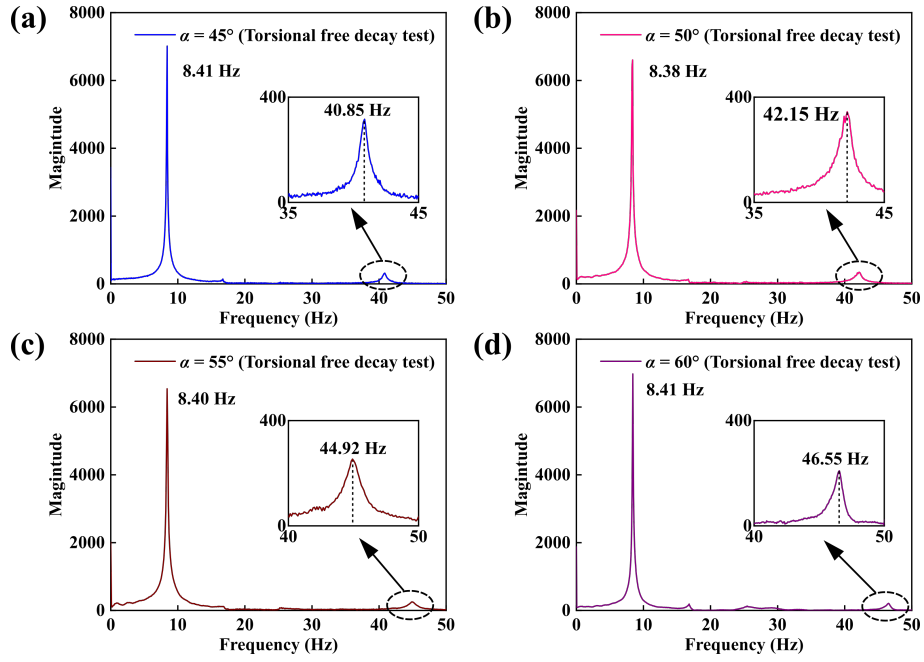 (a)
α = 45° (Torsional free decay test)
8.41 Hz
40.85 Hz
400
0
35
45
8000
6000
4000
2000
0
Magintude
0
10
20
30
40
50
Frequency (Hz)
(b)
α = 50° (Torsional free decay test)
8.38 Hz
42.15 Hz
400
0
35
45
8000
6000
4000
2000
0
Magintude
0
10
20
30
40
50
Frequency (Hz)
(c)
α = 55° (Torsional free decay test)
8.40 Hz
44.92 Hz
400
0
40
50
8000
6000
4000
2000
0
Magintude
0
10
20
30
40
50
Frequency (Hz)
(d)
α = 60° (Torsional free decay test)
8.41 Hz
46.55 Hz
400
0
40
50
8000
6000
4000
2000
0
Magintude
0
10
20
30
40
50
Frequency (Hz)